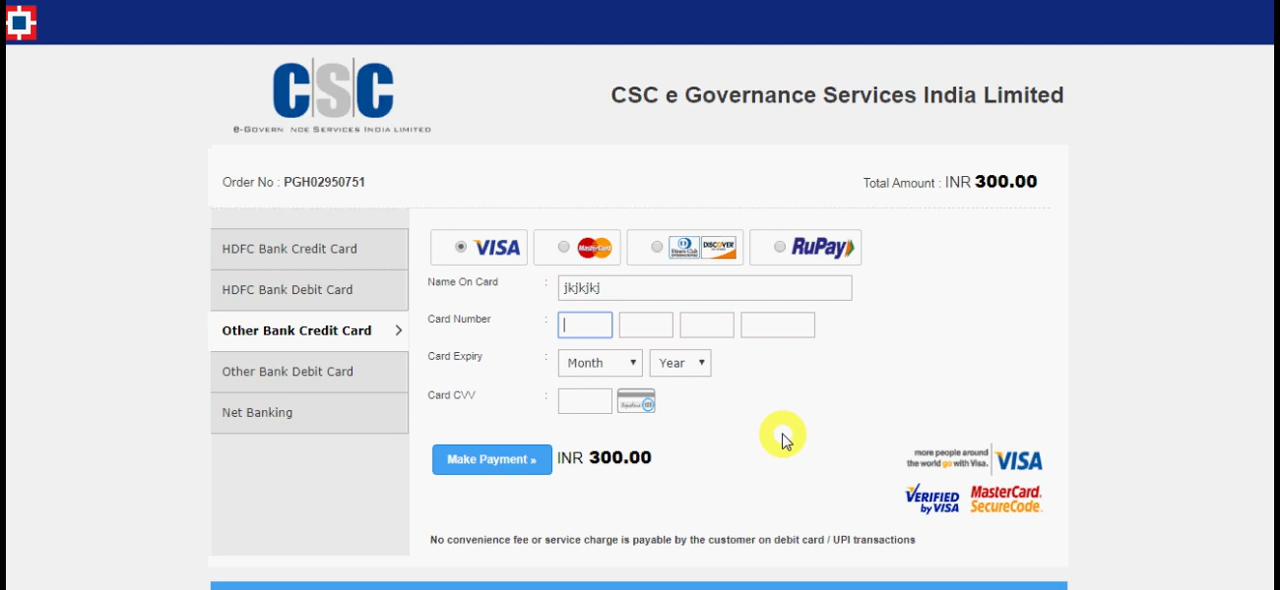 CSC
e-Govern nce Services India Limited
CSC e Governance Services India Limited
Order No : PGH02950751
Total Amount : INR 300.00
HDFC Bank Credit Card
HDFC Bank Debit Card
Other Bank Credit Card
Other Bank Debit Card
Net Banking
VISA
MasterCard
Diners Club INTERNATIONAL
DISCOVER
RuPay
Name On Card : jkjkjkj
Card Number :
Card Expiry : Month Year
Card CVV :
Make Payment » INR 300.00
more people around
the world go with Visa. VISA
VERIFIED
by VISA
MasterCard.
SecureCode.
No convenience fee or service charge is payable by the customer on debit card / UPI transactions